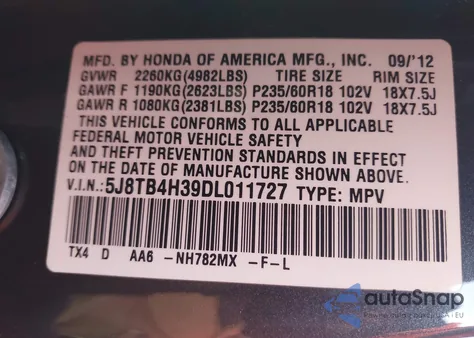 MFD. BY HONDA OF AMERICA MFG., INC. 09/'12
GVWR 2260KG(4982LBS) TIRE SIZE RIM SIZE
GAWR F 1190KG(2623LBS) P235/60R18 102V 18X7.5J
GAWR R 1080KG(2381LBS) P235/60R18 102V 18X7.5J
THIS VEHICLE CONFORMS TO ALL APPLICABLE
FEDERAL MOTOR VEHICLE SAFETY
AND THEFT PREVENTION STANDARDS IN EFFECT
ON THE DATE OF MANUFACTURE SHOWN ABOVE.
V.I.N.: 5J8TB4H39DL011727 TYPE: MPV
TX4 D AA6 -NH782MX -F-L
autoSnap